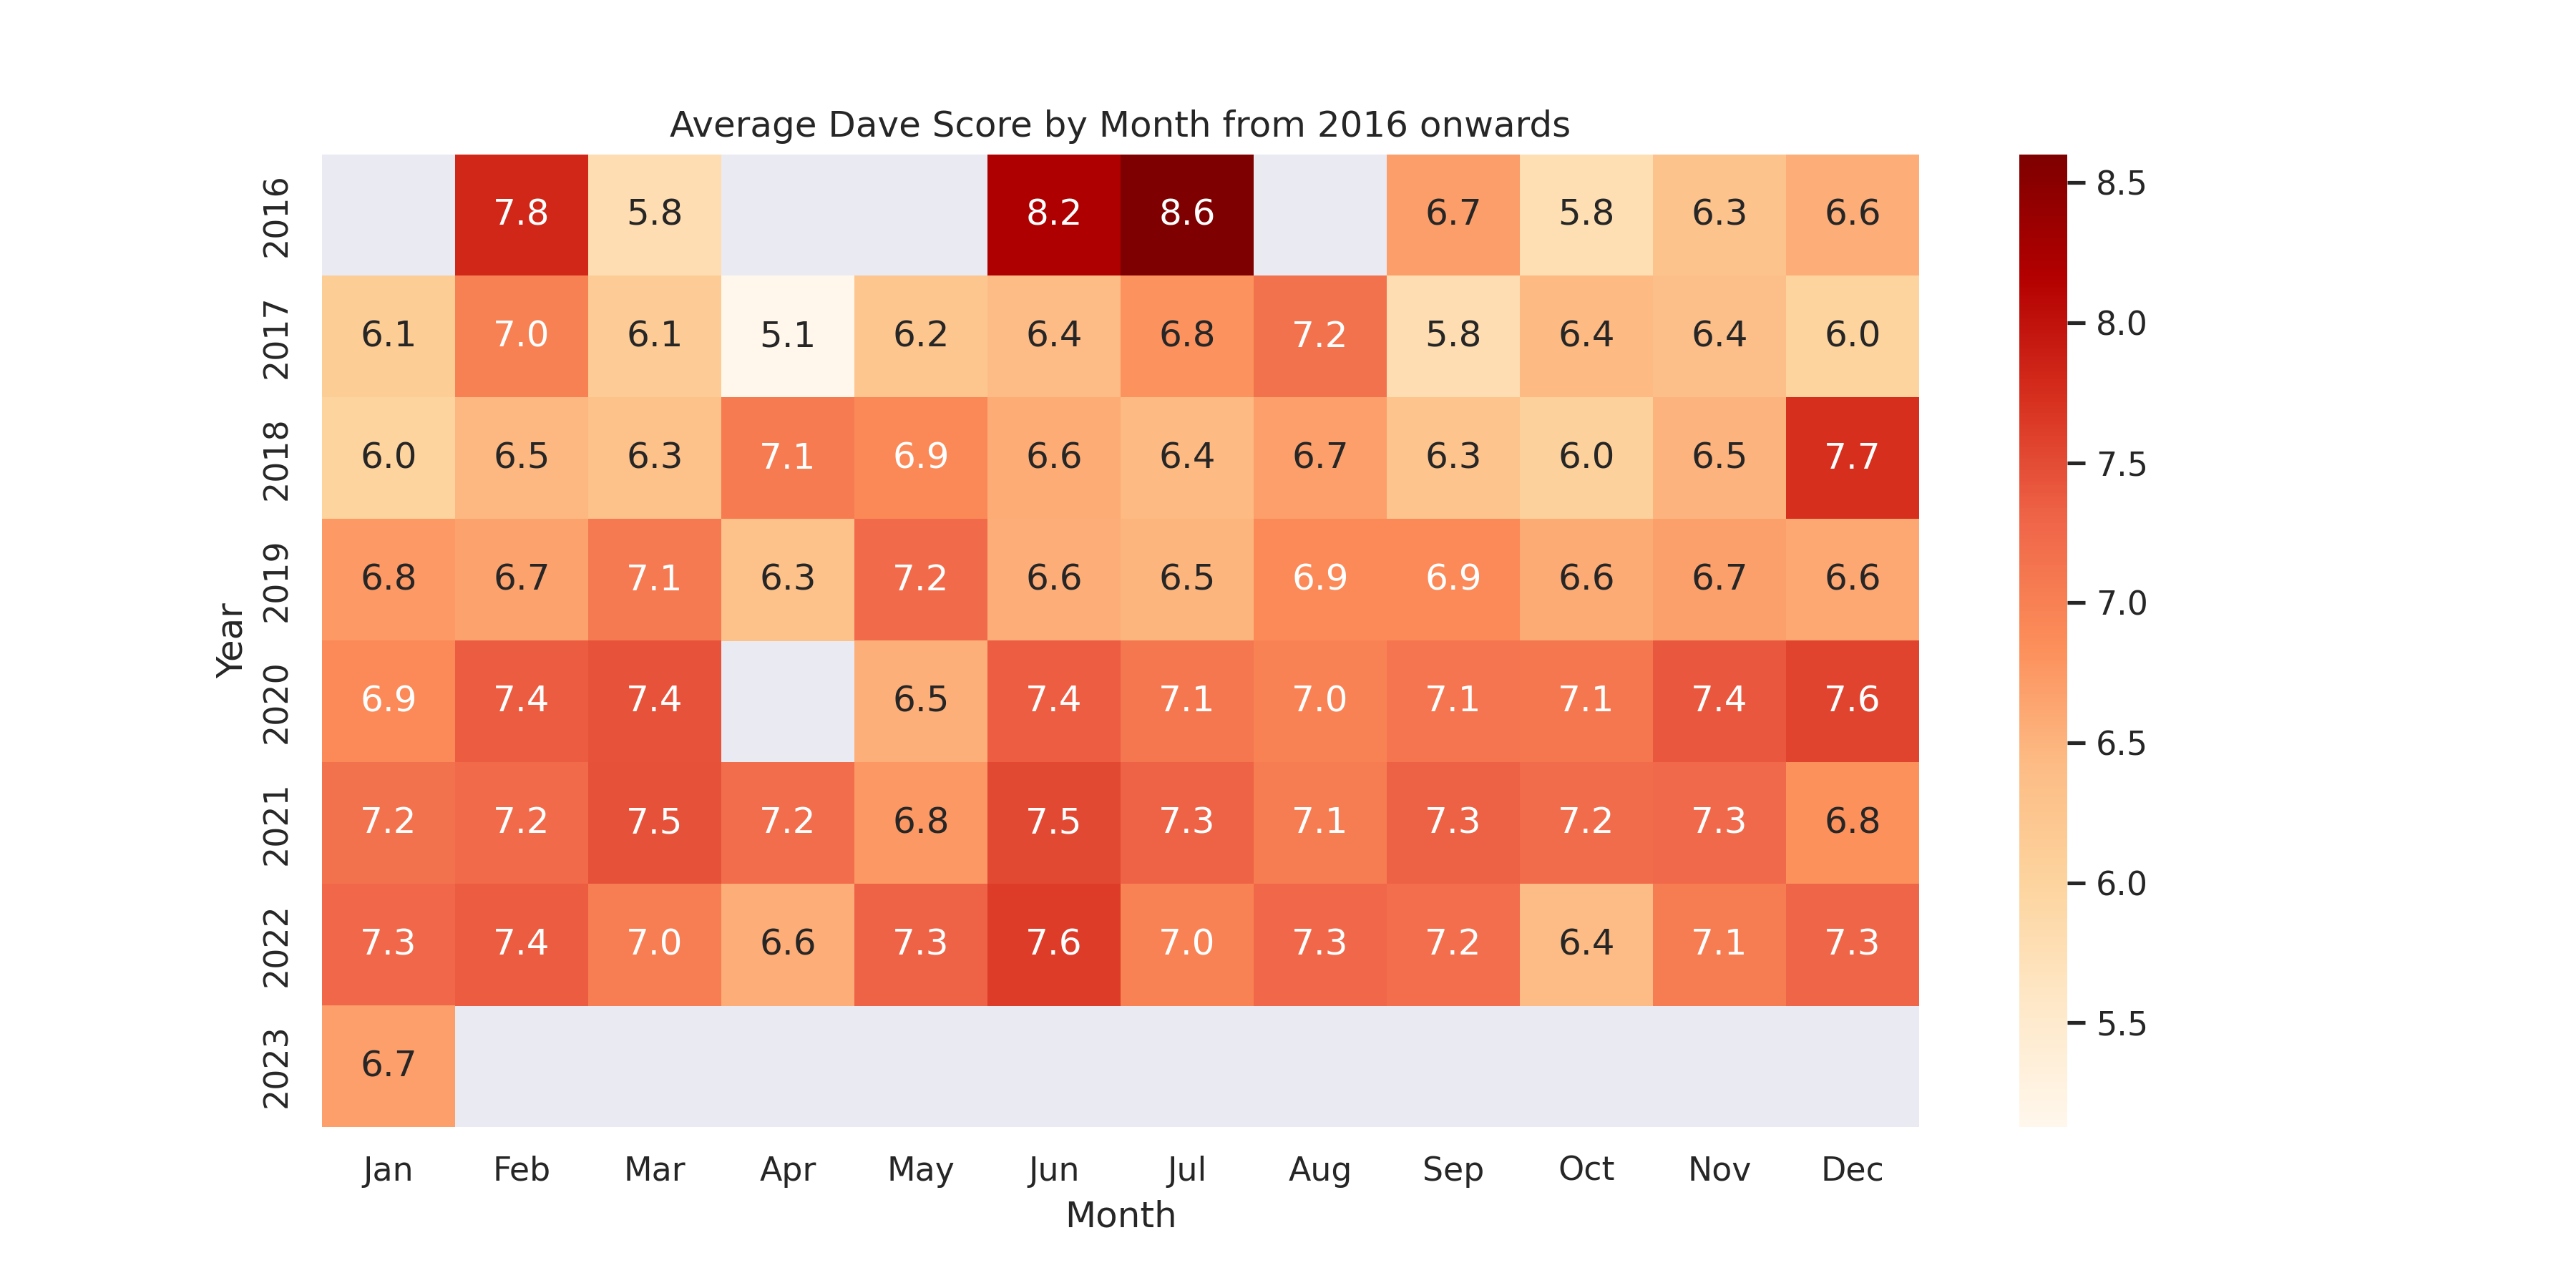 Average Dave Score by Month from 2016 onwards
Year
2016 7.8 5.8 8.2 8.6 6.7 5.8 6.3 6.6
2017 6.1 7.0 6.1 5.1 6.2 6.4 6.8 7.2 5.8 6.4 6.4 6.0
2018 6.0 6.5 6.3 7.1 6.9 6.6 6.4 6.7 6.3 6.0 6.5 7.7
2019 6.8 6.7 7.1 6.3 7.2 6.6 6.5 6.9 6.9 6.6 6.7 6.6
2020 6.9 7.4 7.4 6.5 7.4 7.1 7.0 7.1 7.1 7.4 7.6
2021 7.2 7.2 7.5 7.2 6.8 7.5 7.3 7.1 7.3 7.2 7.3 6.8
2022 7.3 7.4 7.0 6.6 7.3 7.6 7.0 7.3 7.2 6.4 7.1 7.3
2023 6.7
Jan Feb Mar Apr May Jun Jul Aug Sep Oct Nov Dec
Month
8.5
8.0
7.5
7.0
6.5
6.0
5.5